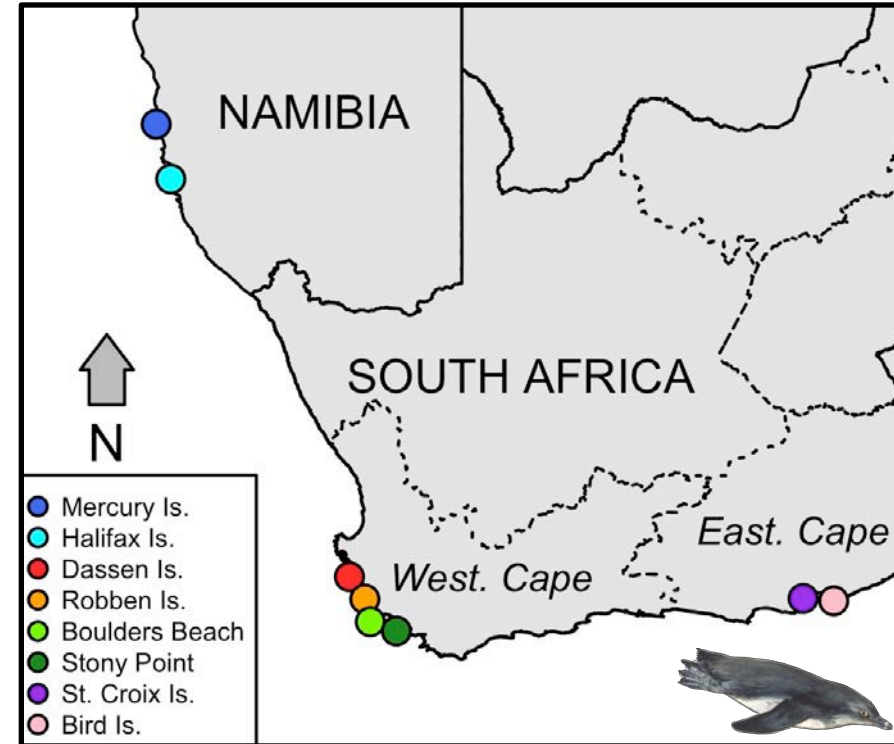 NAMIBIA
SOUTH AFRICA
N
East. Cape
West. Cape
Mercury Is.
Halifax Is.
Dassen Is.
Robben Is.
Boulders Beach
Stony Point
St. Croix Is.
Bird Is.